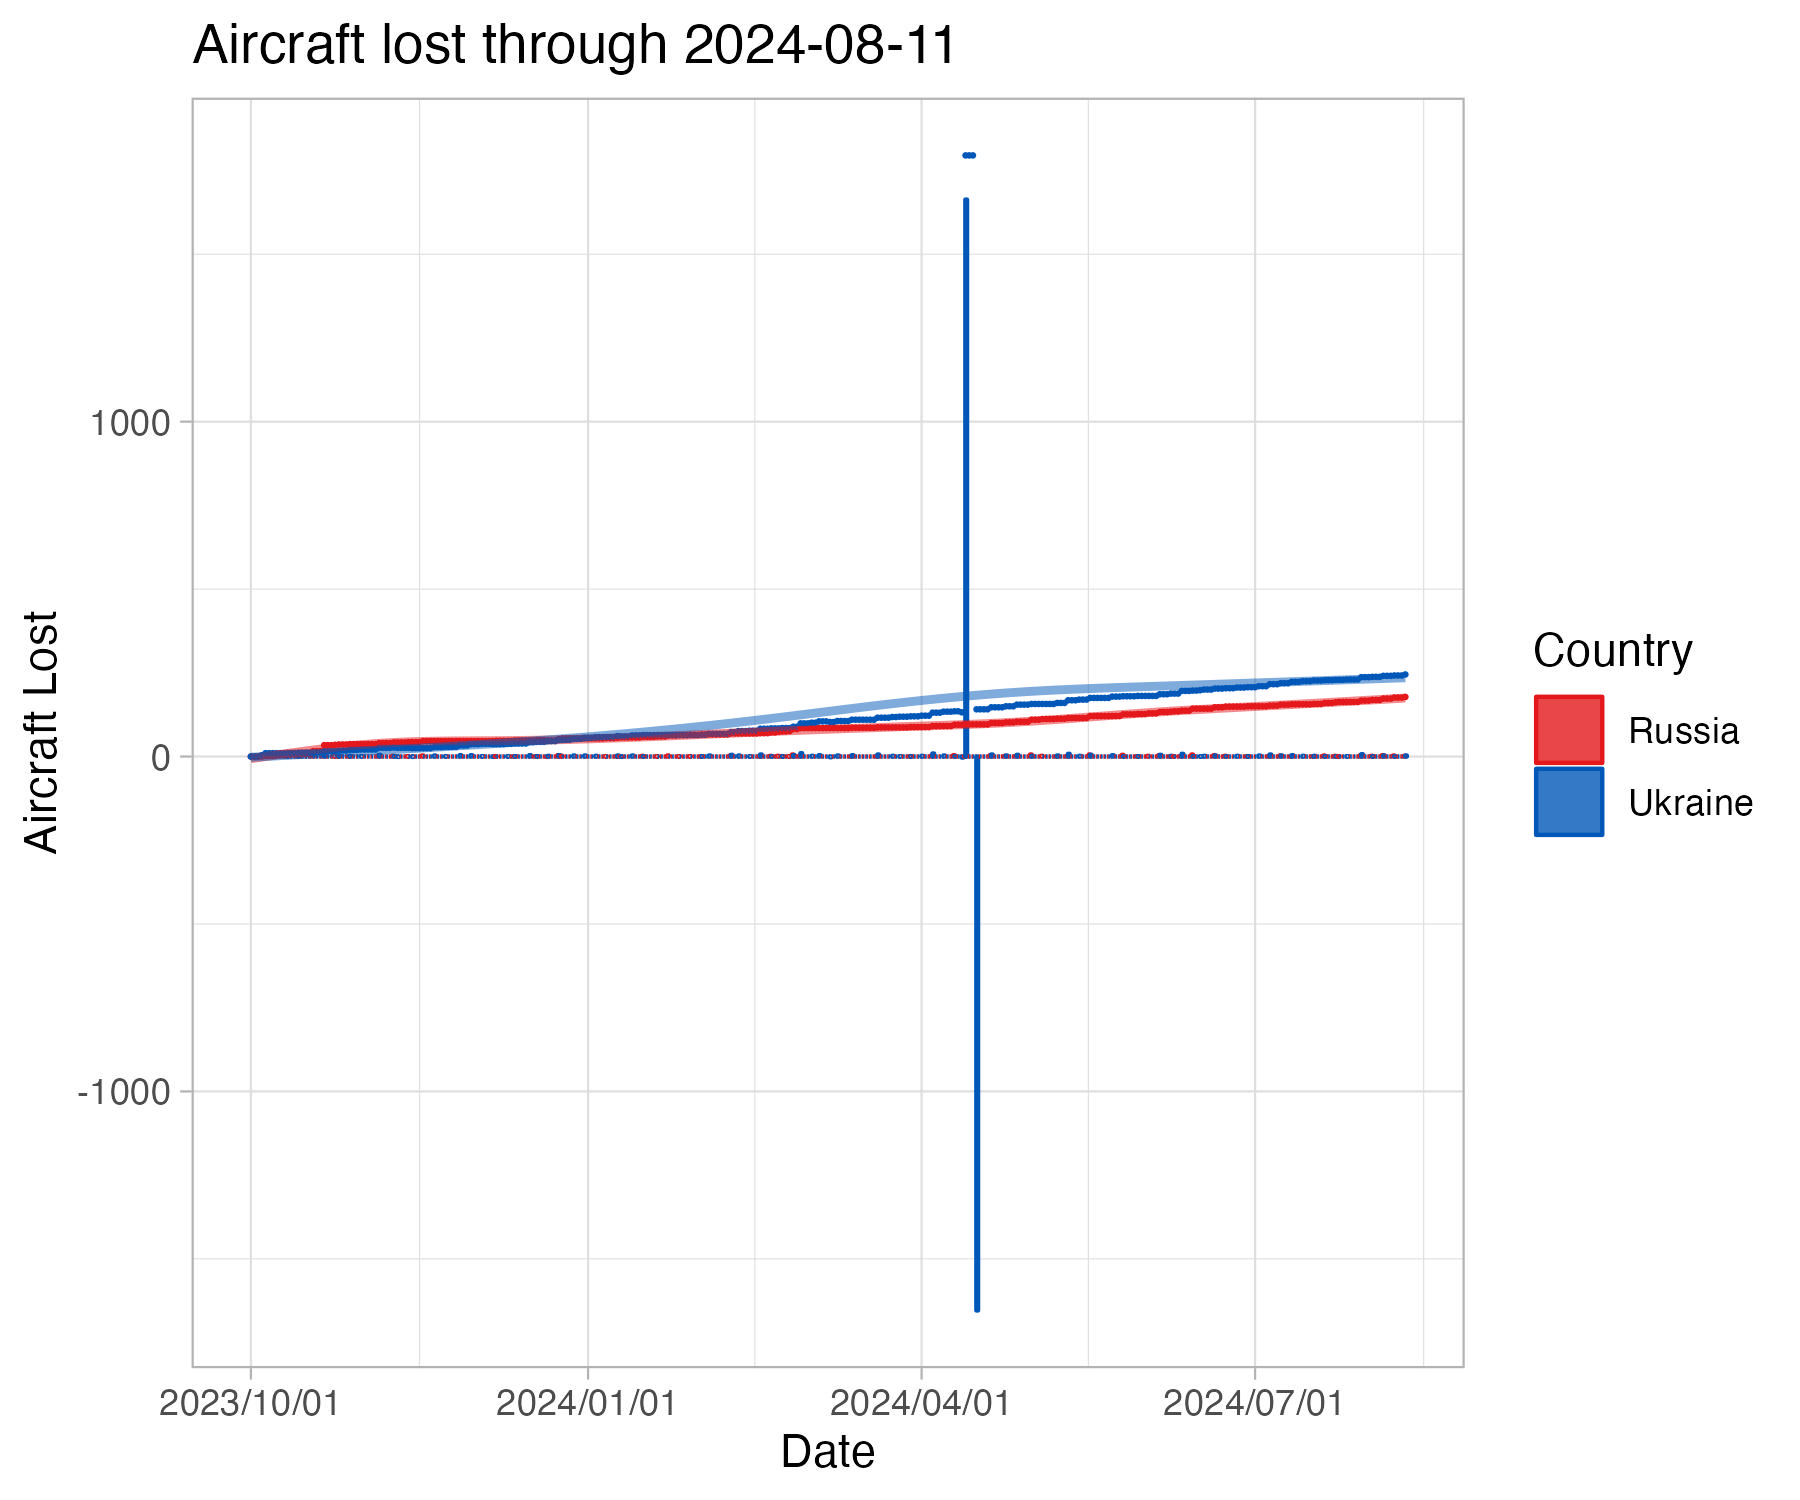 Aircraft lost through 2024-08-11
Aircraft Lost
1000
0
-1000
2023/10/01
2024/01/01
2024/04/01
2024/07/01
Date
Country
Russia
Ukraine